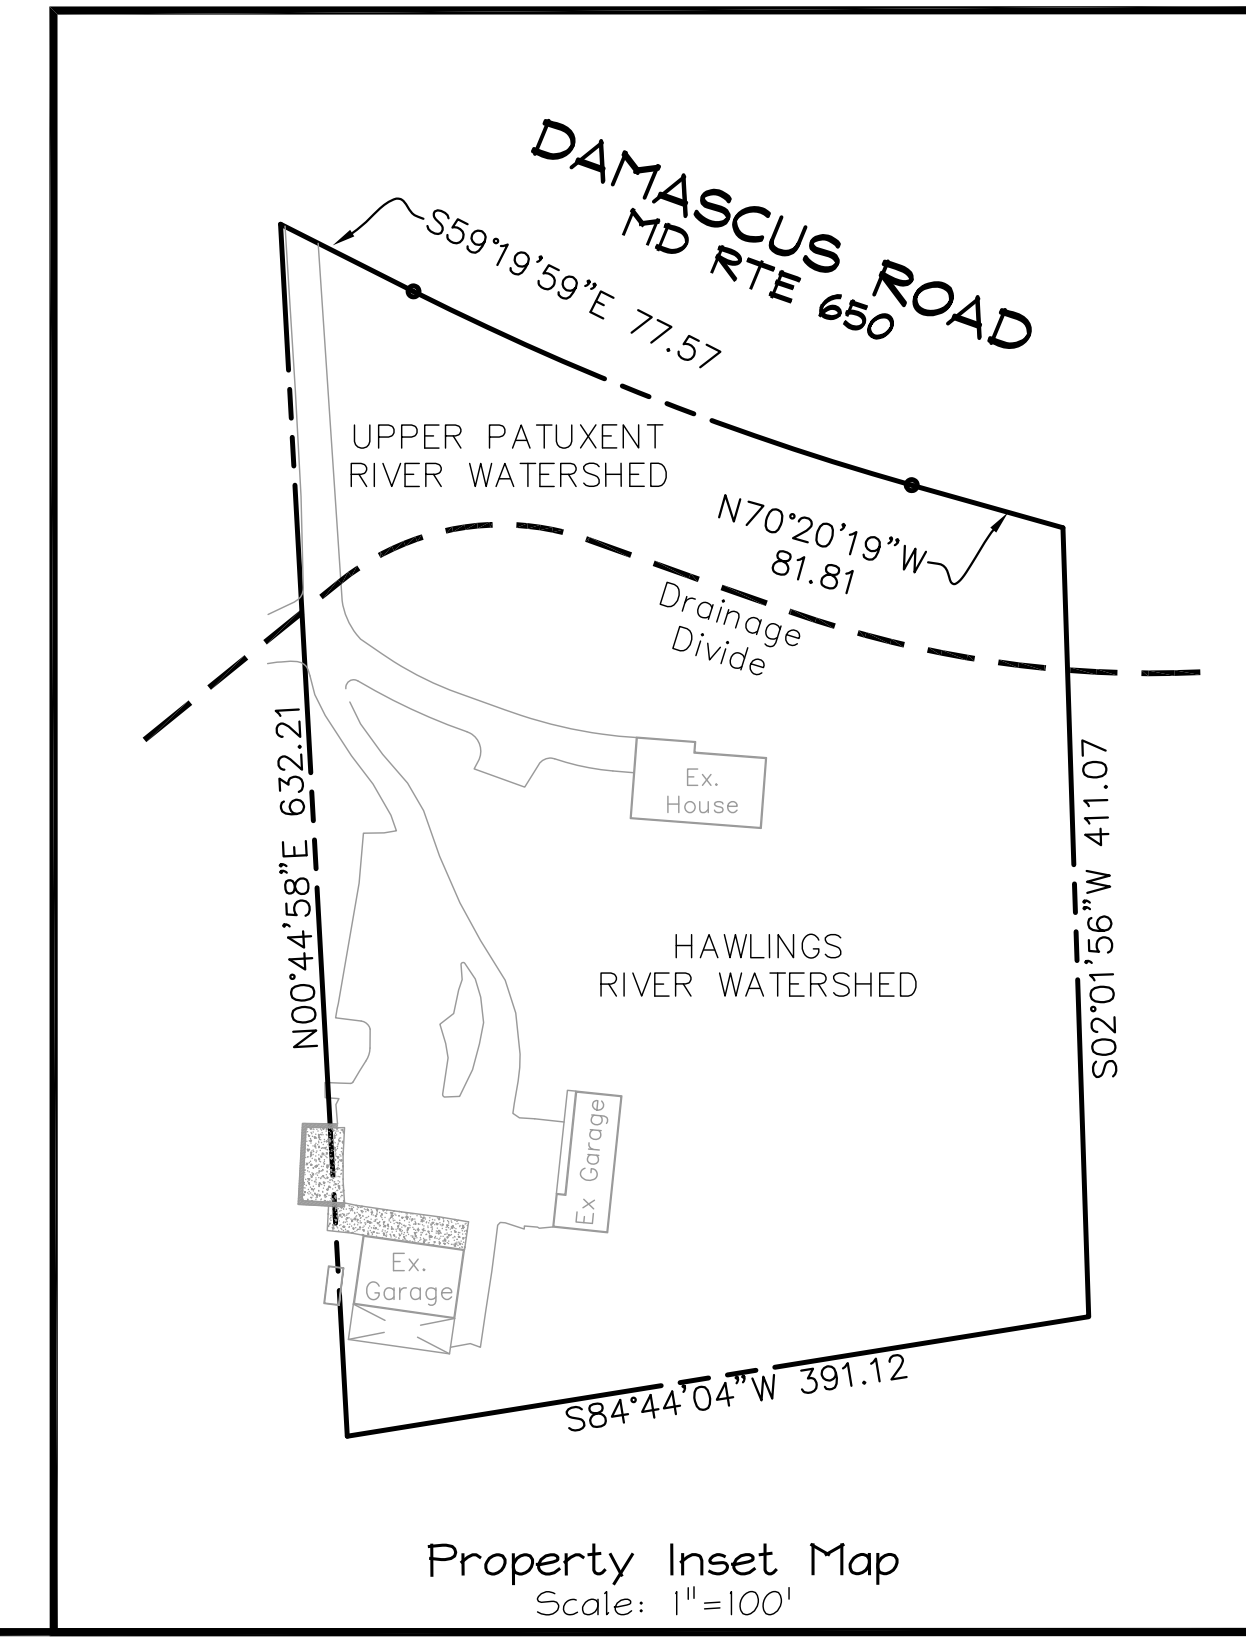 DAMASCUS ROAD
MD RTE 650
S59°19'59"E 77.57
UPPER PATUXENT
RIVER WATERSHED
N70°20'19"W
81.81
Drainage
Divide
N00°44'58"E 632.21
Ex.
House
S02°01'56"W 411.07
HAWLINGS
RIVER WATERSHED
Ex Garage
Ex.
Garage
S84°44'04"W 391.12
Property Inset Map
Scale: 1"=100'